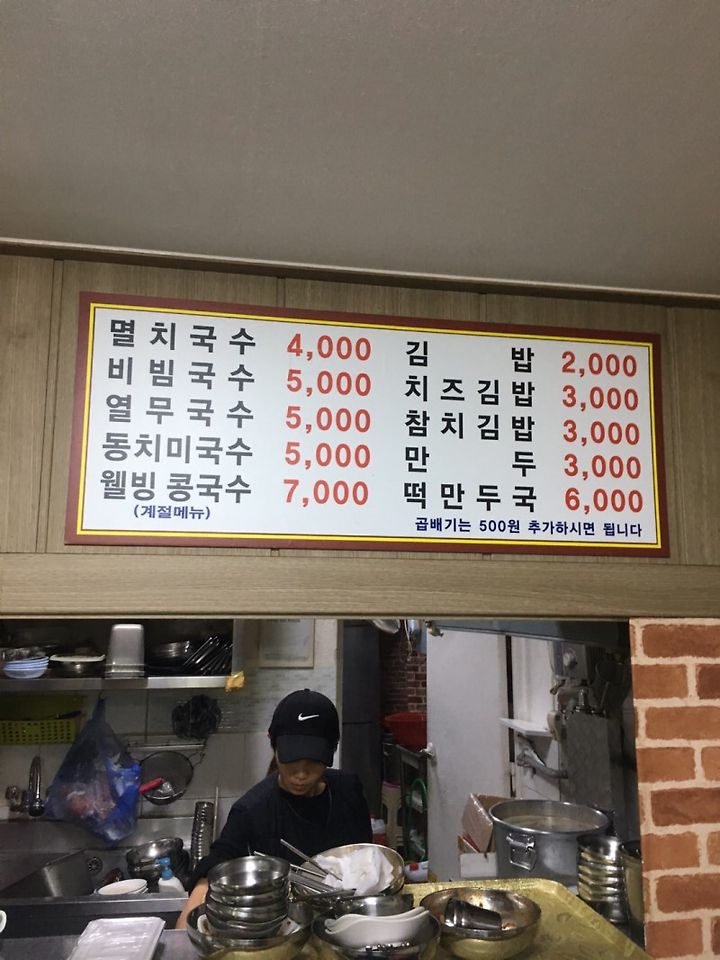 멸치국수 4,000
비빔국수 5,000
열무국수 5,000
동치미국수 5,000
웰빙 콩국수 7,000
(계절메뉴)
김밥 2,000
치즈김밥 3,000
참치김밥 3,000
만두 3,000
떡만두국 6,000
곱배기는 500원 추가하시면 됩니다